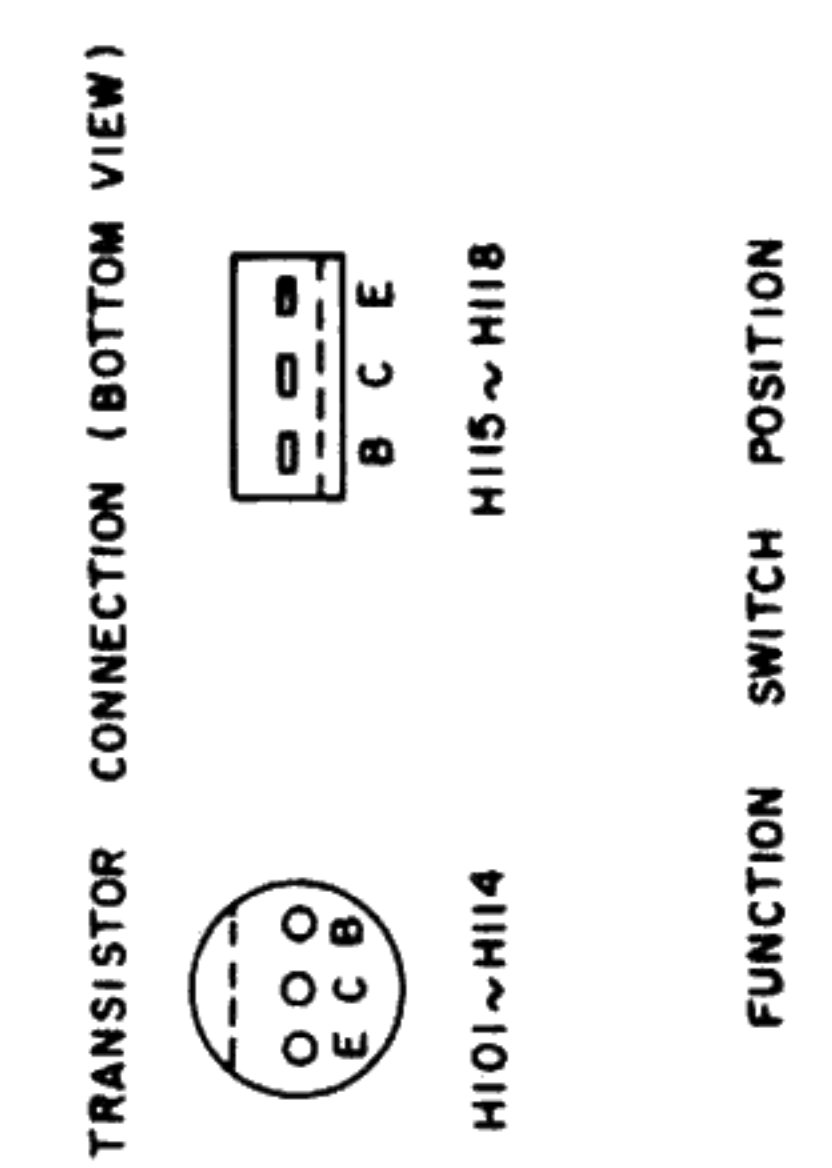 TRANSISTOR CONNECTION (BOTTOM VIEW)
E C B
B C E
H101~H114
H115~H118
FUNCTION SWITCH POSITION